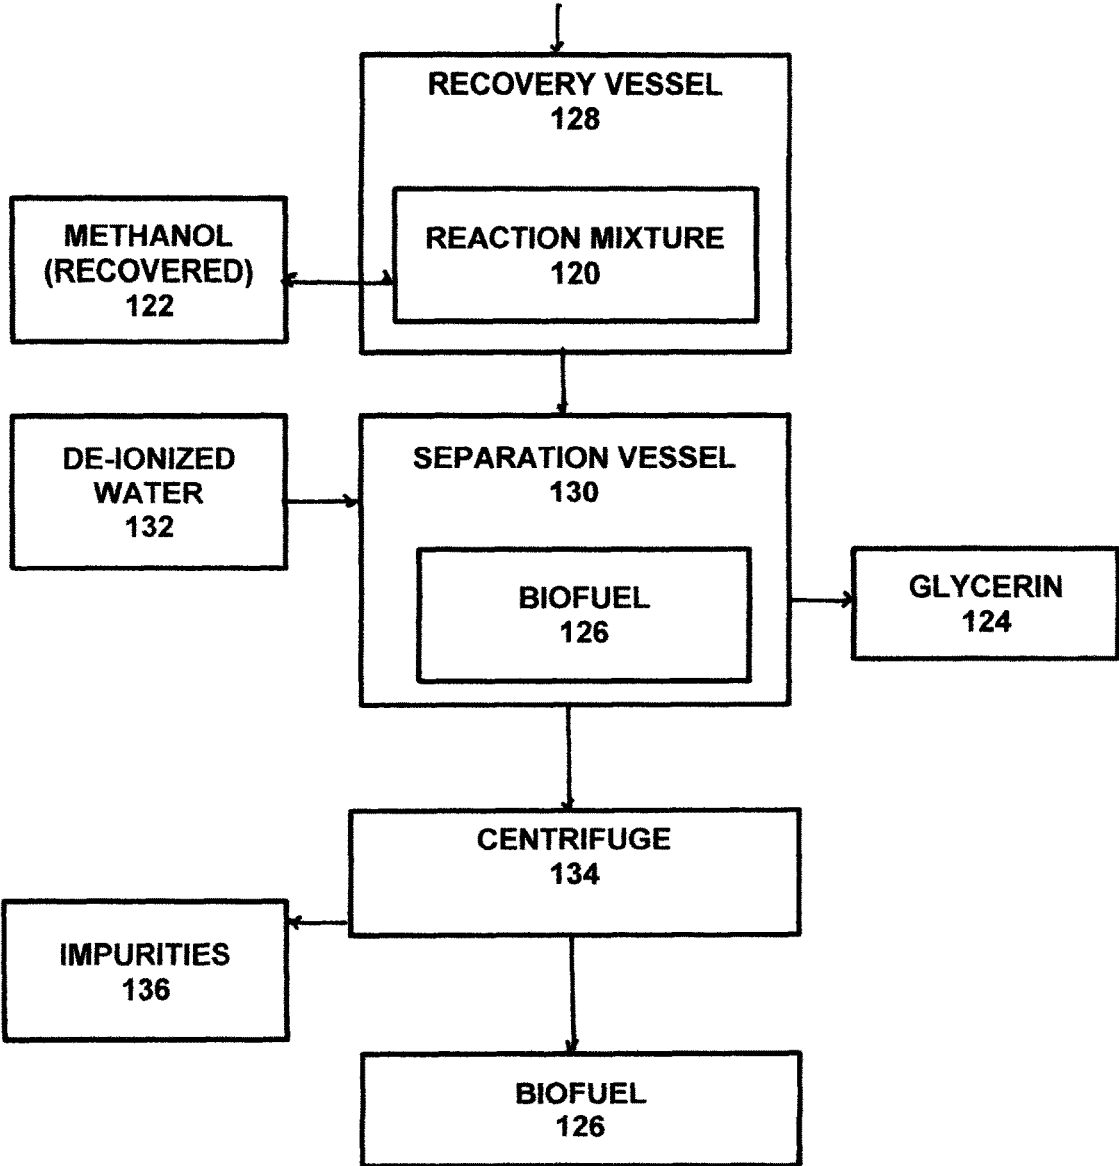 RECOVERY VESSEL
128
REACTION MIXTURE
120
METHANOL
(RECOVERED)
122
DE-IONIZED
WATER
132
SEPARATION VESSEL
130
BIOFUEL
126
GLYCERIN
124
CENTRIFUGE
134
IMPURITIES
136
BIOFUEL
126